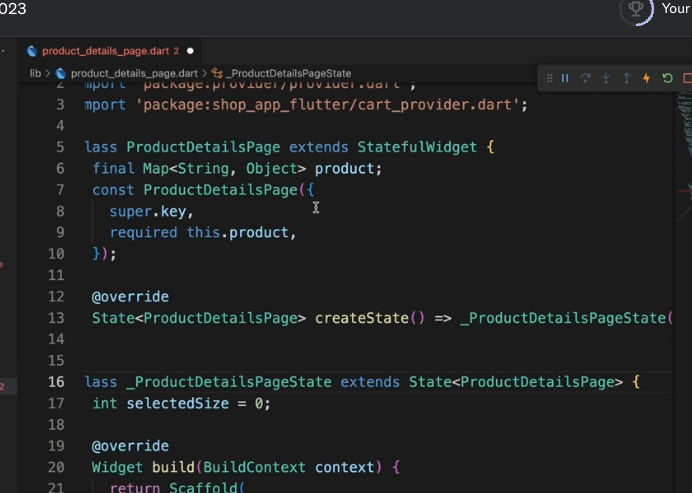 023
Your
product_details_page.dart 2
lib > product_details_page.dart > _ProductDetailsPageState
2 mport 'package:provider/provider.dart';
3 mport 'package:shop_app_flutter/cart_provider.dart';
4
5 lass ProductDetailsPage extends StatefulWidget {
6 final Map<String, Object> product;
7 const ProductDetailsPage({
8 super.key,
9 required this.product,
10 });
11
12 @override
13 State<ProductDetailsPage> createState() => _ProductDetailsPageState(
14
15
16 lass _ProductDetailsPageState extends State<ProductDetailsPage> {
17 int selectedSize = 0;
18
19 @override
20 Widget build(BuildContext context) {
21 return Scaffold(
2